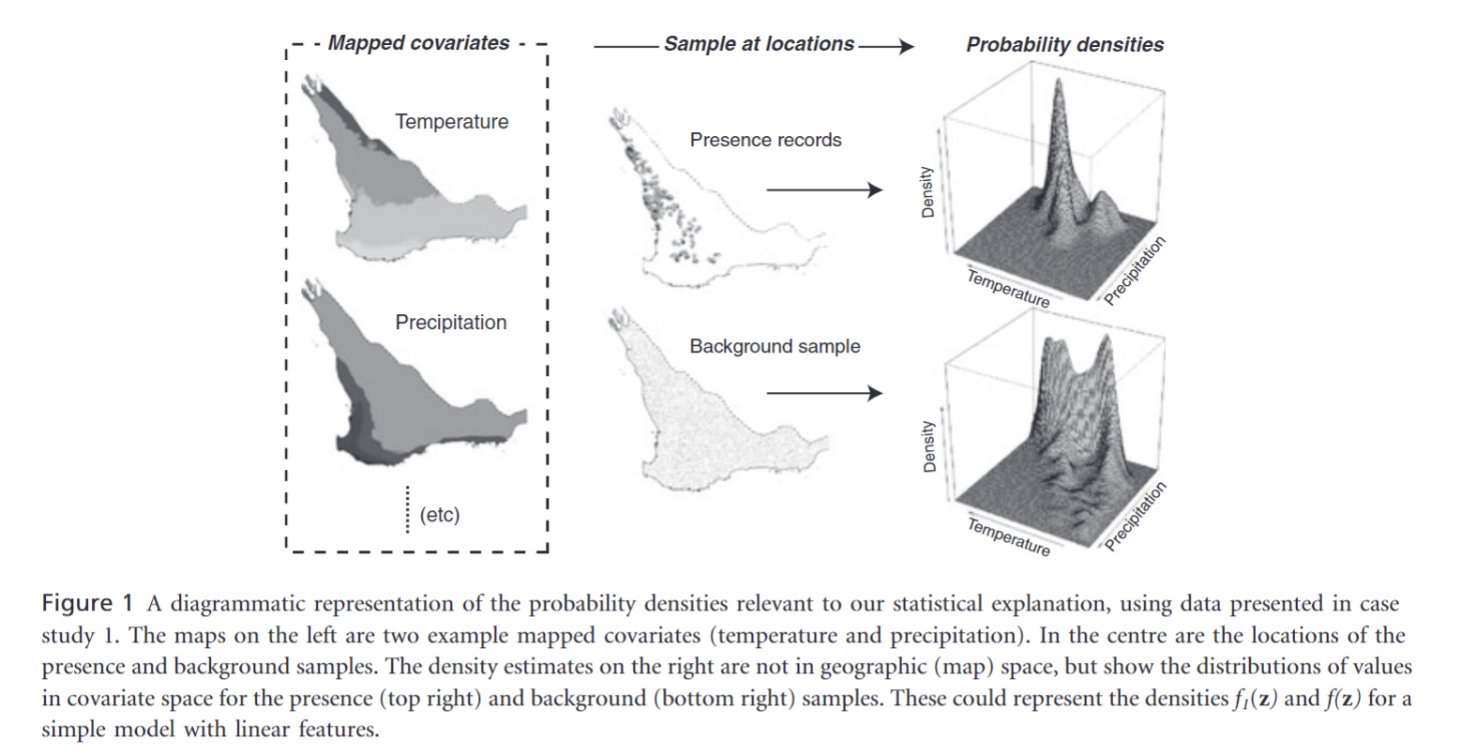 Mapped covariates
Sample at locations
Probability densities
Temperature
Presence records
Density
Temperature
Precipitation
Precipitation
Background sample
Density
Temperature
Precipitation
(etc)
Figure 1 A diagrammatic representation of the probability densities relevant to our statistical explanation, using data presented in case
study 1. The maps on the left are two example mapped covariates (temperature and precipitation). In the centre are the locations of the
presence and background samples. The density estimates on the right are not in geographic (map) space, but show the distributions of values
in covariate space for the presence (top right) and background (bottom right) samples. These could represent the densities f₁(z) and f(z) for a
simple model with linear features.